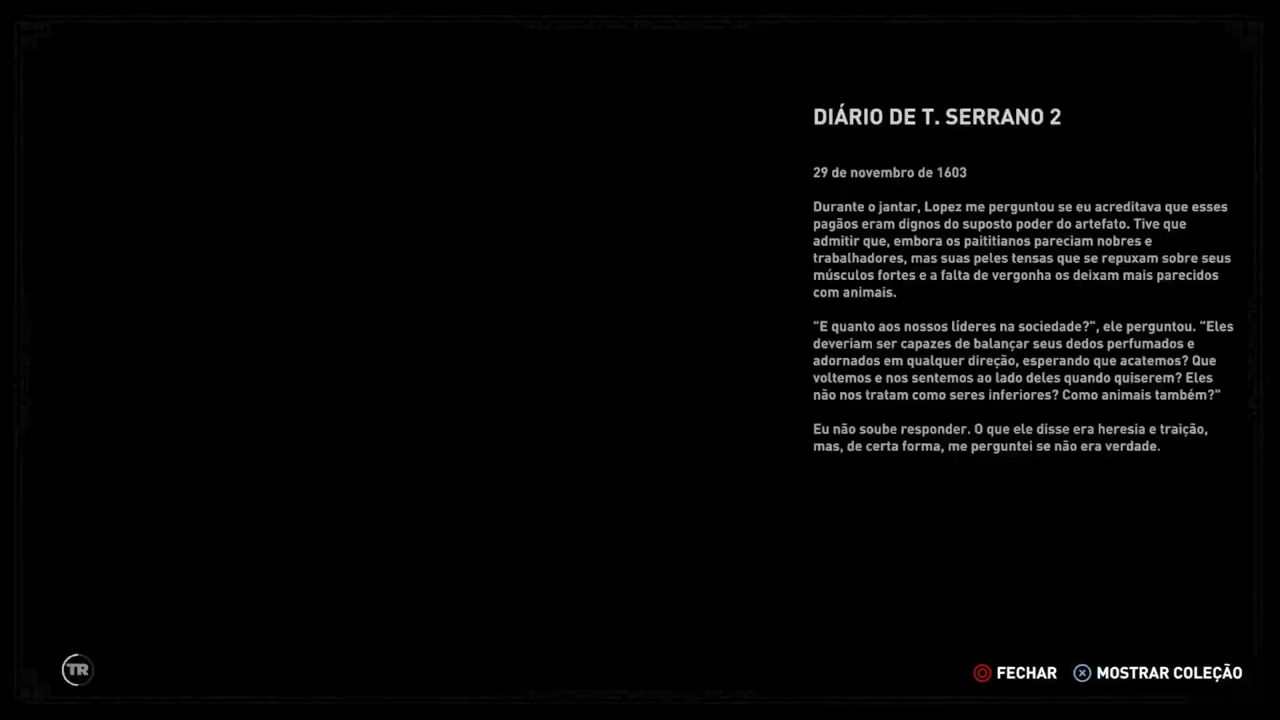 DIÁRIO DE T. SERRANO 2
29 de novembro de 1603
Durante o jantar, Lopez me perguntou se eu acreditava que esses
pagãos eram dignos do suposto poder do artefato. Tive que
admitir que, embora os paititianos pareciam nobres e
trabalhadores, mas suas peles tensas que se repuxam sobre seus
músculos fortes e a falta de vergonha os deixam mais parecidos
com animais.
"E quanto aos nossos líderes na sociedade?", ele perguntou. "Eles
deveriam ser capazes de balançar seus dedos perfumados e
adornados em qualquer direção, esperando que acatemos? Que
voltemos e nos sentemos ao lado deles quando quiserem? Eles
não nos tratam como seres inferiores? Como animais também?"
Eu não soube responder. O que ele disse era heresia e traição,
mas, de certa forma, me perguntei se não era verdade.
TR
FECHAR
MOSTRAR COLEÇÃO